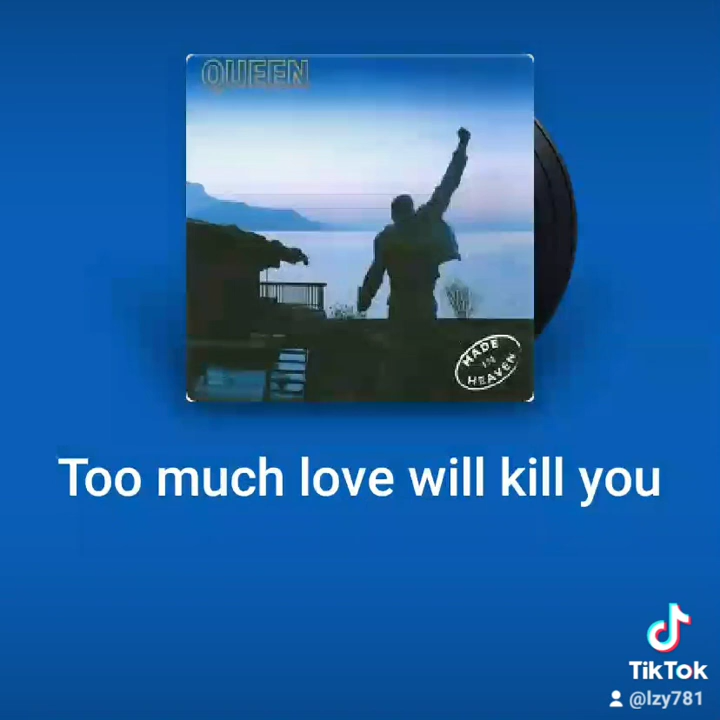 QUEEN
MADE
IN
HEAVEN
Too much love will kill you
TikTok
@lzy781